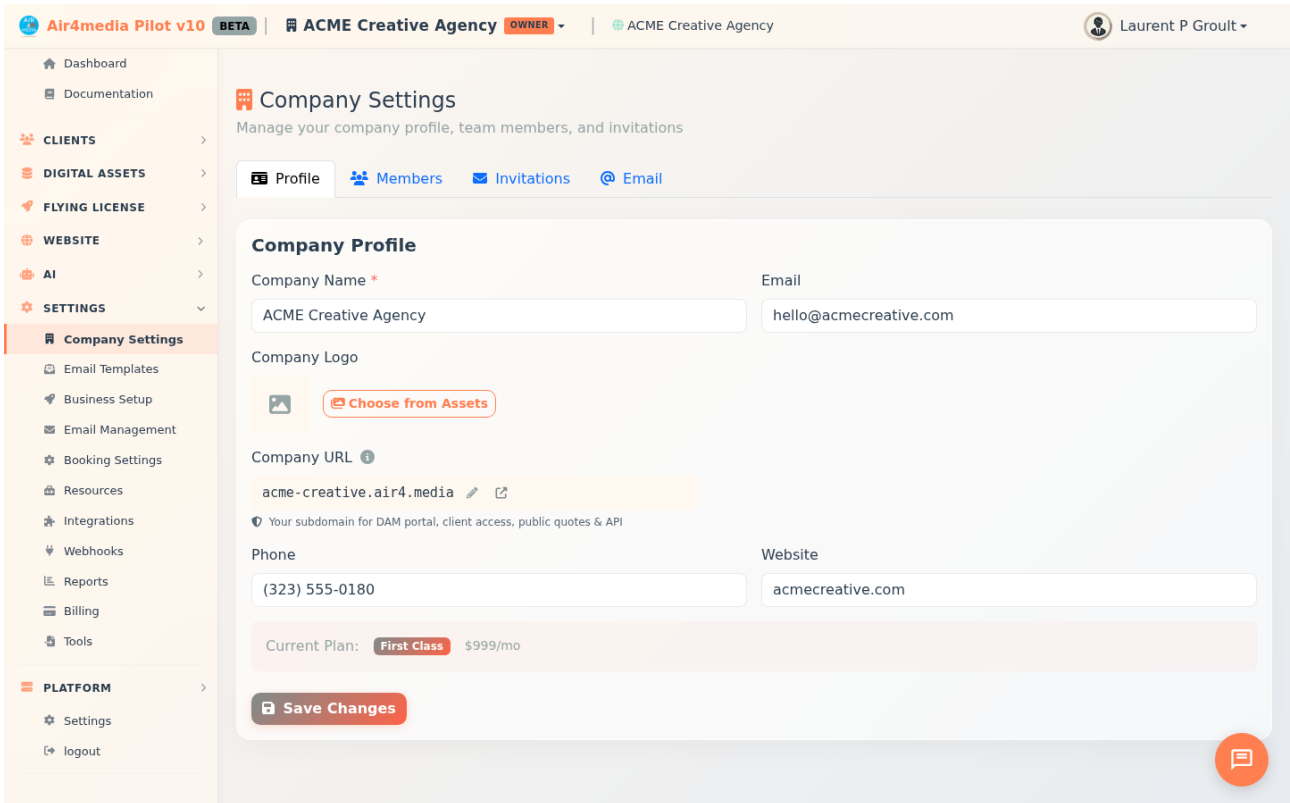 Air4media Pilot v10 BETA | ACME Creative Agency OWNER | ACME Creative Agency Laurent P Groult
Dashboard
Documentation
CLIENTS
DIGITAL ASSETS
FLYING LICENSE
WEBSITE
AI
SETTINGS
Company Settings
Email Templates
Business Setup
Email Management
Booking Settings
Resources
Integrations
Webhooks
Reports
Billing
Tools
PLATFORM
Settings
logout
Company Settings
Manage your company profile, team members, and invitations
Profile Members Invitations Email
Company Profile
Company Name * Email
ACME Creative Agency hello@acmecreative.com
Company Logo
Choose from Assets
Company URL
acme-creative.air4.media
Your subdomain for DAM portal, client access, public quotes & API
Phone Website
(323) 555-0180 acmecreative.com
Current Plan: First Class $999/mo
Save Changes